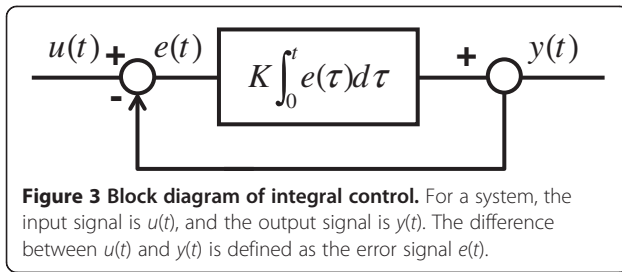 u(t) + e(t) K∫₀ᵗ e(τ)dτ + y(t)
-
Figure 3 Block diagram of integral control. For a system, the
input signal is u(t), and the output signal is y(t). The difference
between u(t) and y(t) is defined as the error signal e(t).